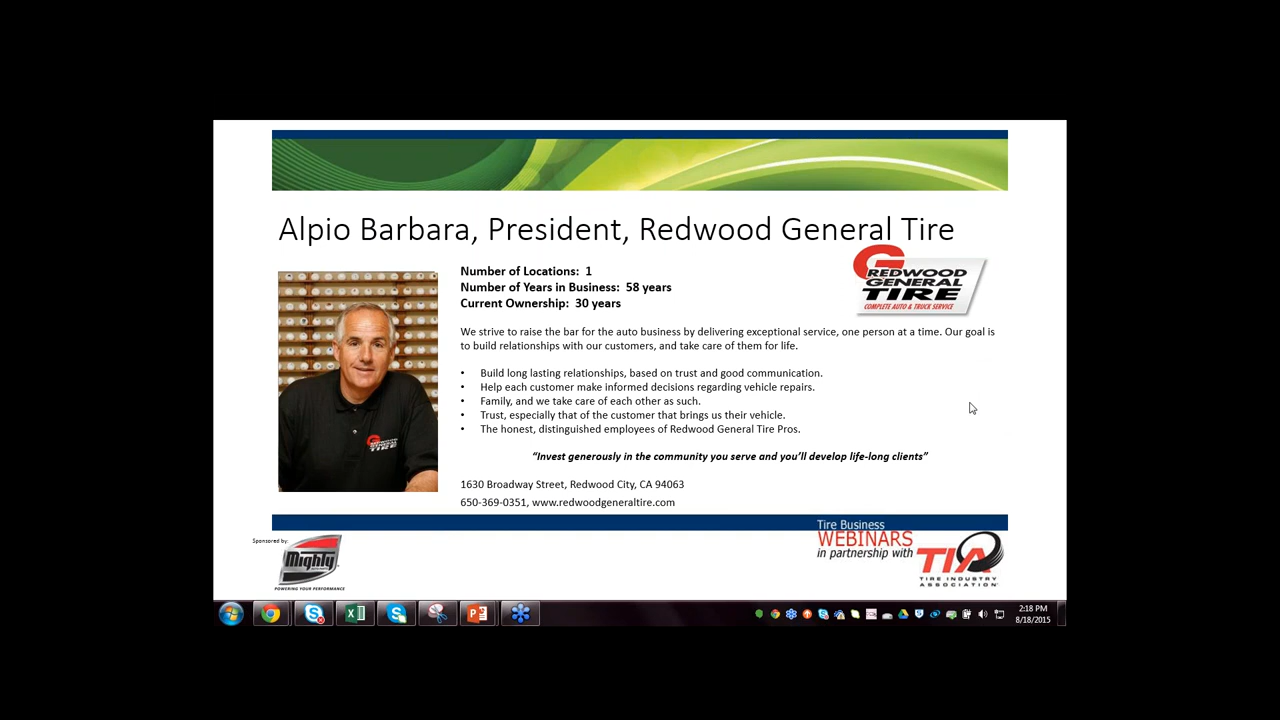 Alpio Barbara, President, Redwood General Tire
REDWOOD
GENERAL
TIRE
COMPLETE AUTO & TRUCK SERVICE
Number of Locations:  1
Number of Years in Business:  58 years
Current Ownership:  30 years
We strive to raise the bar for the auto business by delivering exceptional service, one person at a time. Our goal is
to build relationships with our customers, and take care of them for life.
• Build long lasting relationships, based on trust and good communication.
• Help each customer make informed decisions regarding vehicle repairs.
• Family, and we take care of each other as such.
• Trust, especially that of the customer that brings us their vehicle.
• The honest, distinguished employees of Redwood General Tire Pros.
“Invest generously in the community you serve and you’ll develop life-long clients”
1630 Broadway Street, Redwood City, CA 94063
650-369-0351, www.redwoodgeneraltire.com
Sponsored by:
Mighty
POWERING YOUR PERFORMANCE
Tire Business
WEBINARS
in partnership with
TIA
TIRE INDUSTRY
ASSOCIATION
2:18 PM
8/18/2015